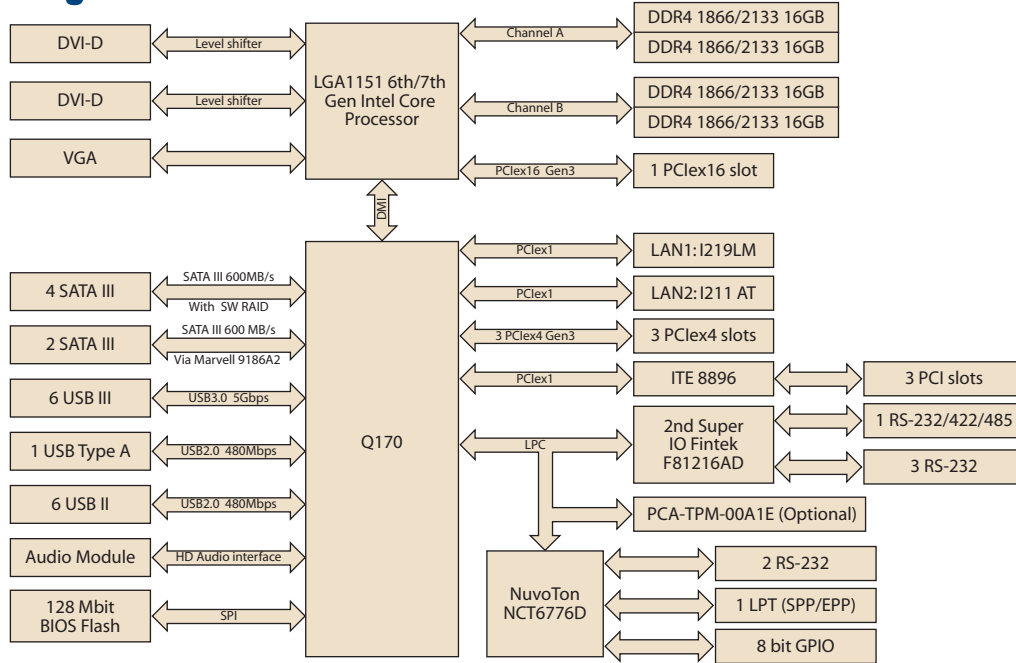 DVI-D
Level shifter
DVI-D
Level shifter
VGA
LGA1151 6th/7th
Gen Intel Core
Processor
Channel A
DDR4 1866/2133 16GB
DDR4 1866/2133 16GB
Channel B
DDR4 1866/2133 16GB
DDR4 1866/2133 16GB
PCIex16 Gen3
1 PCIex16 slot
DMI
4 SATA III
SATA III 600MB/s
With SW RAID
2 SATA III
SATA III 600 MB/s
Via Marvell 9186A2
6 USB III
USB3.0 5Gbps
1 USB Type A
USB2.0 480Mbps
6 USB II
USB2.0 480Mbps
Audio Module
HD Audio interface
128 Mbit
BIOS Flash
SPI
Q170
PCIex1
LAN1: I219LM
PCIex1
LAN2: I211 AT
3 PCIex4 Gen3
3 PCIex4 slots
PCIex1
ITE 8896
3 PCI slots
LPC
2nd Super
IO Fintek
F81216AD
1 RS-232/422/485
3 RS-232
PCA-TPM-00A1E (Optional)
NuvoTon
NCT6776D
2 RS-232
1 LPT (SPP/EPP)
8 bit GPIO